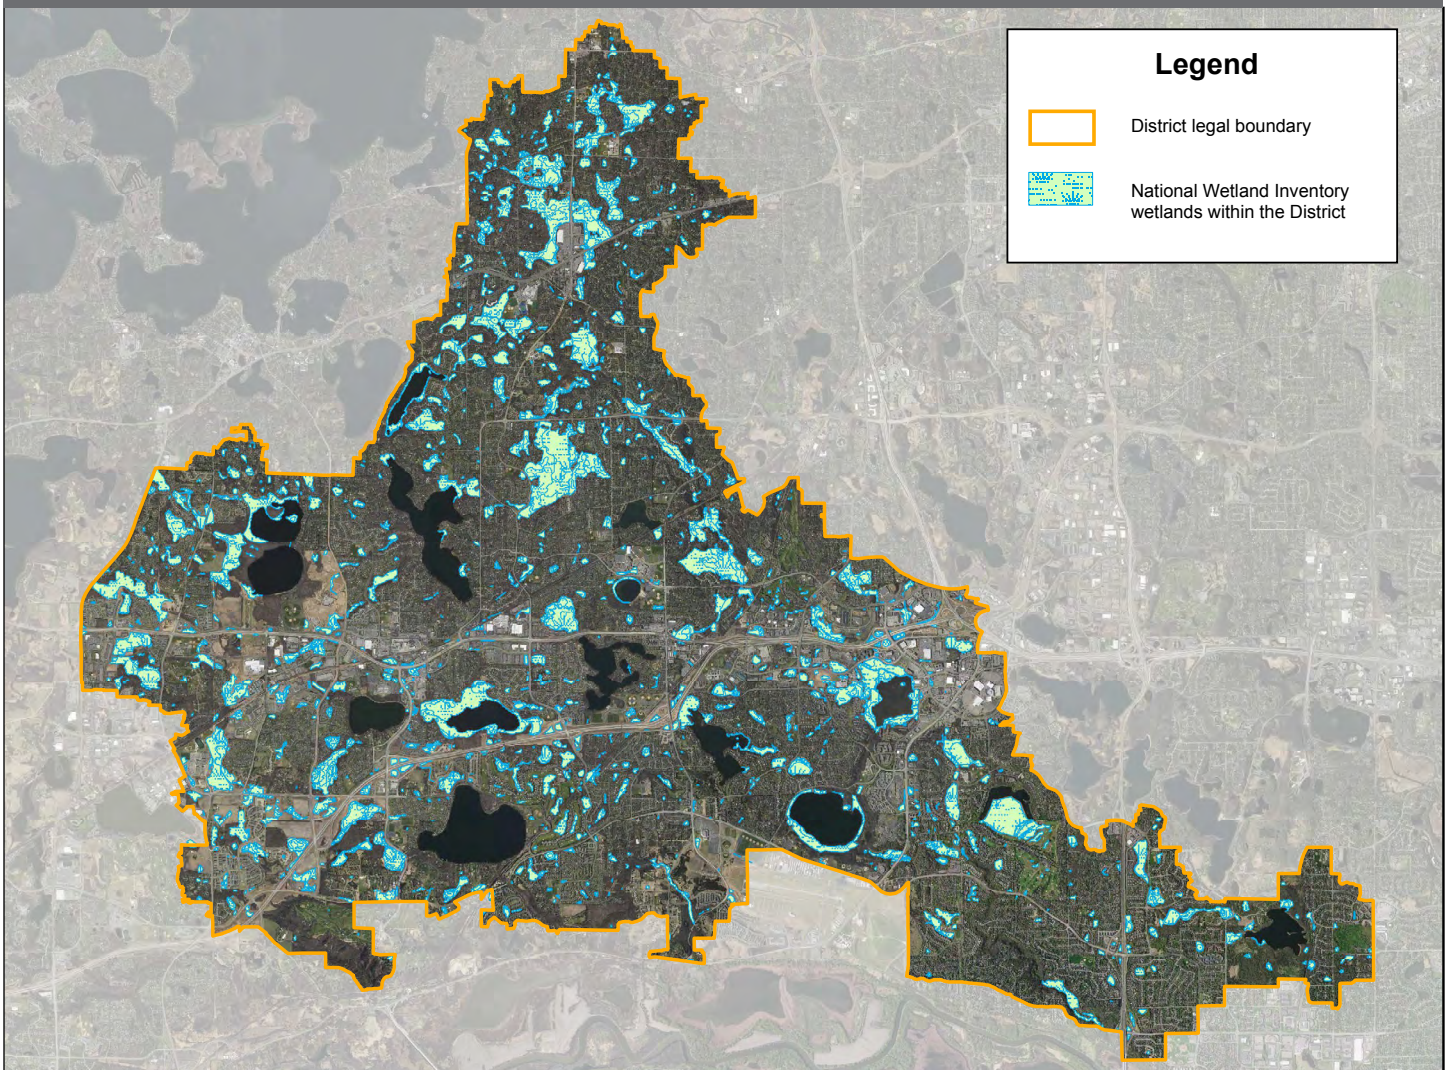 Legend
District legal boundary
National Wetland Inventory
wetlands within the District